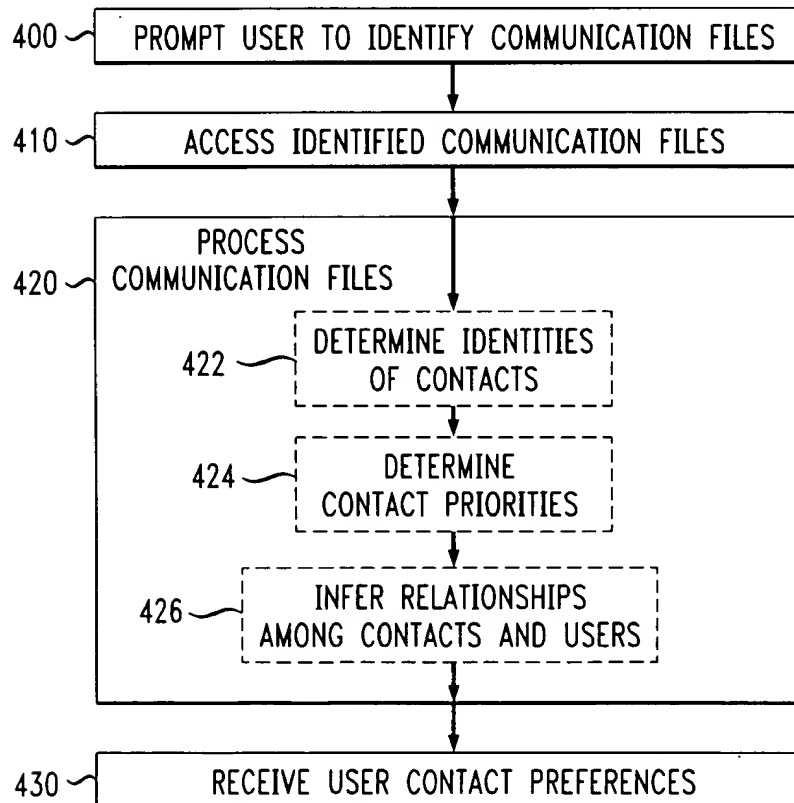 400 PROMPT USER TO IDENTIFY COMMUNICATION FILES
410 ACCESS IDENTIFIED COMMUNICATION FILES
PROCESS
420 COMMUNICATION FILES
422 DETERMINE IDENTITIES
OF CONTACTS
424 DETERMINE
CONTACT PRIORITIES
426 INFER RELATIONSHIPS
AMONG CONTACTS AND USERS
430 RECEIVE USER CONTACT PREFERENCES